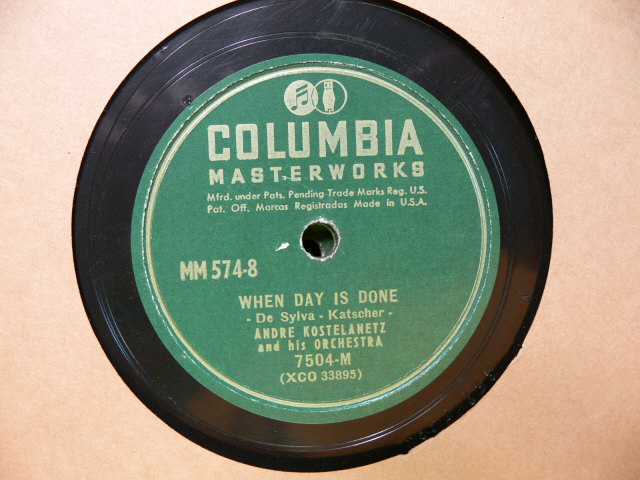 COLUMBIA
MASTERWORKS
Mfrd. under Pats. Pending Trade Marks Reg. U.S.
Pat. Off. Marcas Registradas Made In U.S.A.
MM 574-8
WHEN DAY IS DONE
- De Sylva - Katscher -
ANDRE KOSTELANETZ
and his ORCHESTRA
7504-M
(XCO 33895)